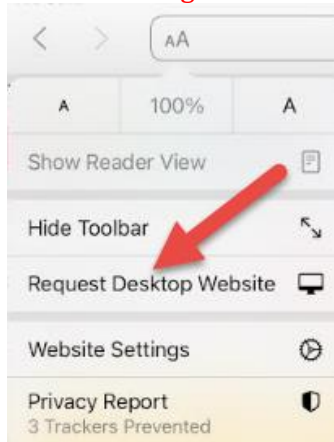 AA
A 100% A
Show Reader View
Hide Toolbar
Request Desktop Website
Website Settings
Privacy Report
3 Trackers Prevented